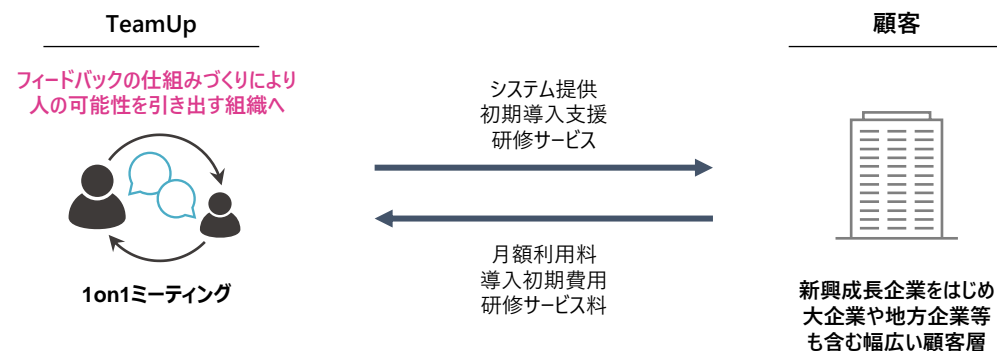 TeamUp
フィードバックの仕組みづくりにより
人の可能性を引き出す組織へ
1on1ミーティング
システム提供
初期導入支援
研修サービス
月額利用料
導入初期費用
研修サービス料
顧客
新興成長企業をはじめ
大企業や地方企業等
も含む幅広い顧客層